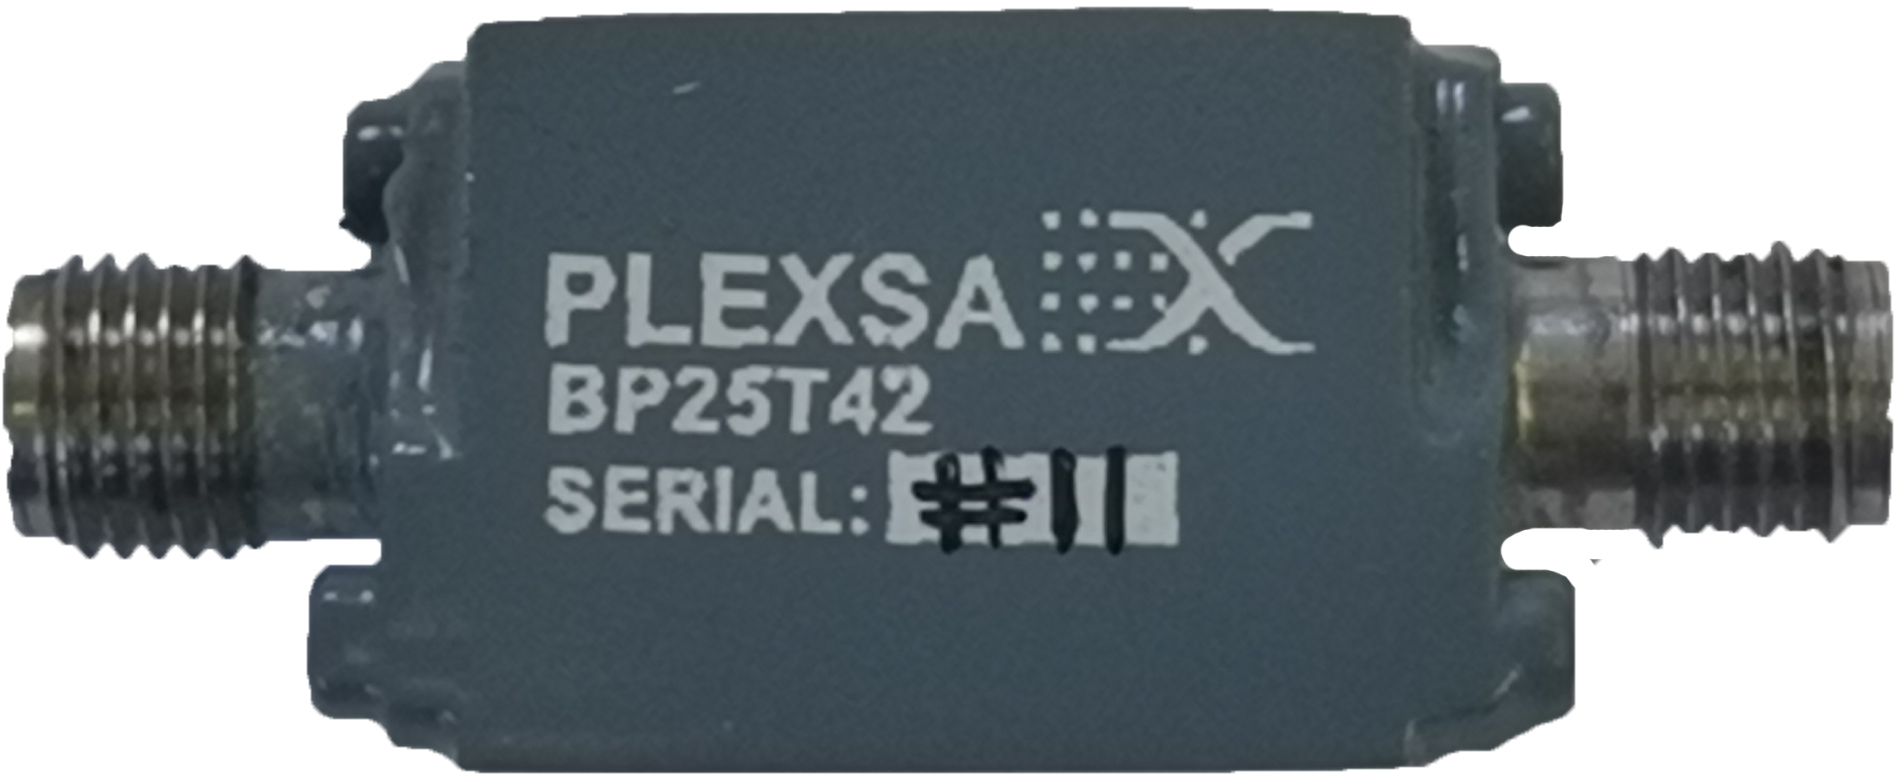 PLEXSA
BP25T42
SERIAL: #11